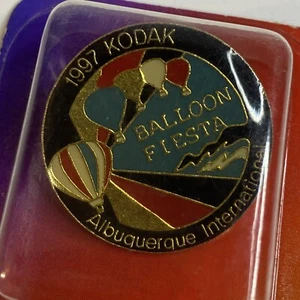 1997 KODAK
BALLOON
FIESTA
Albuquerque International